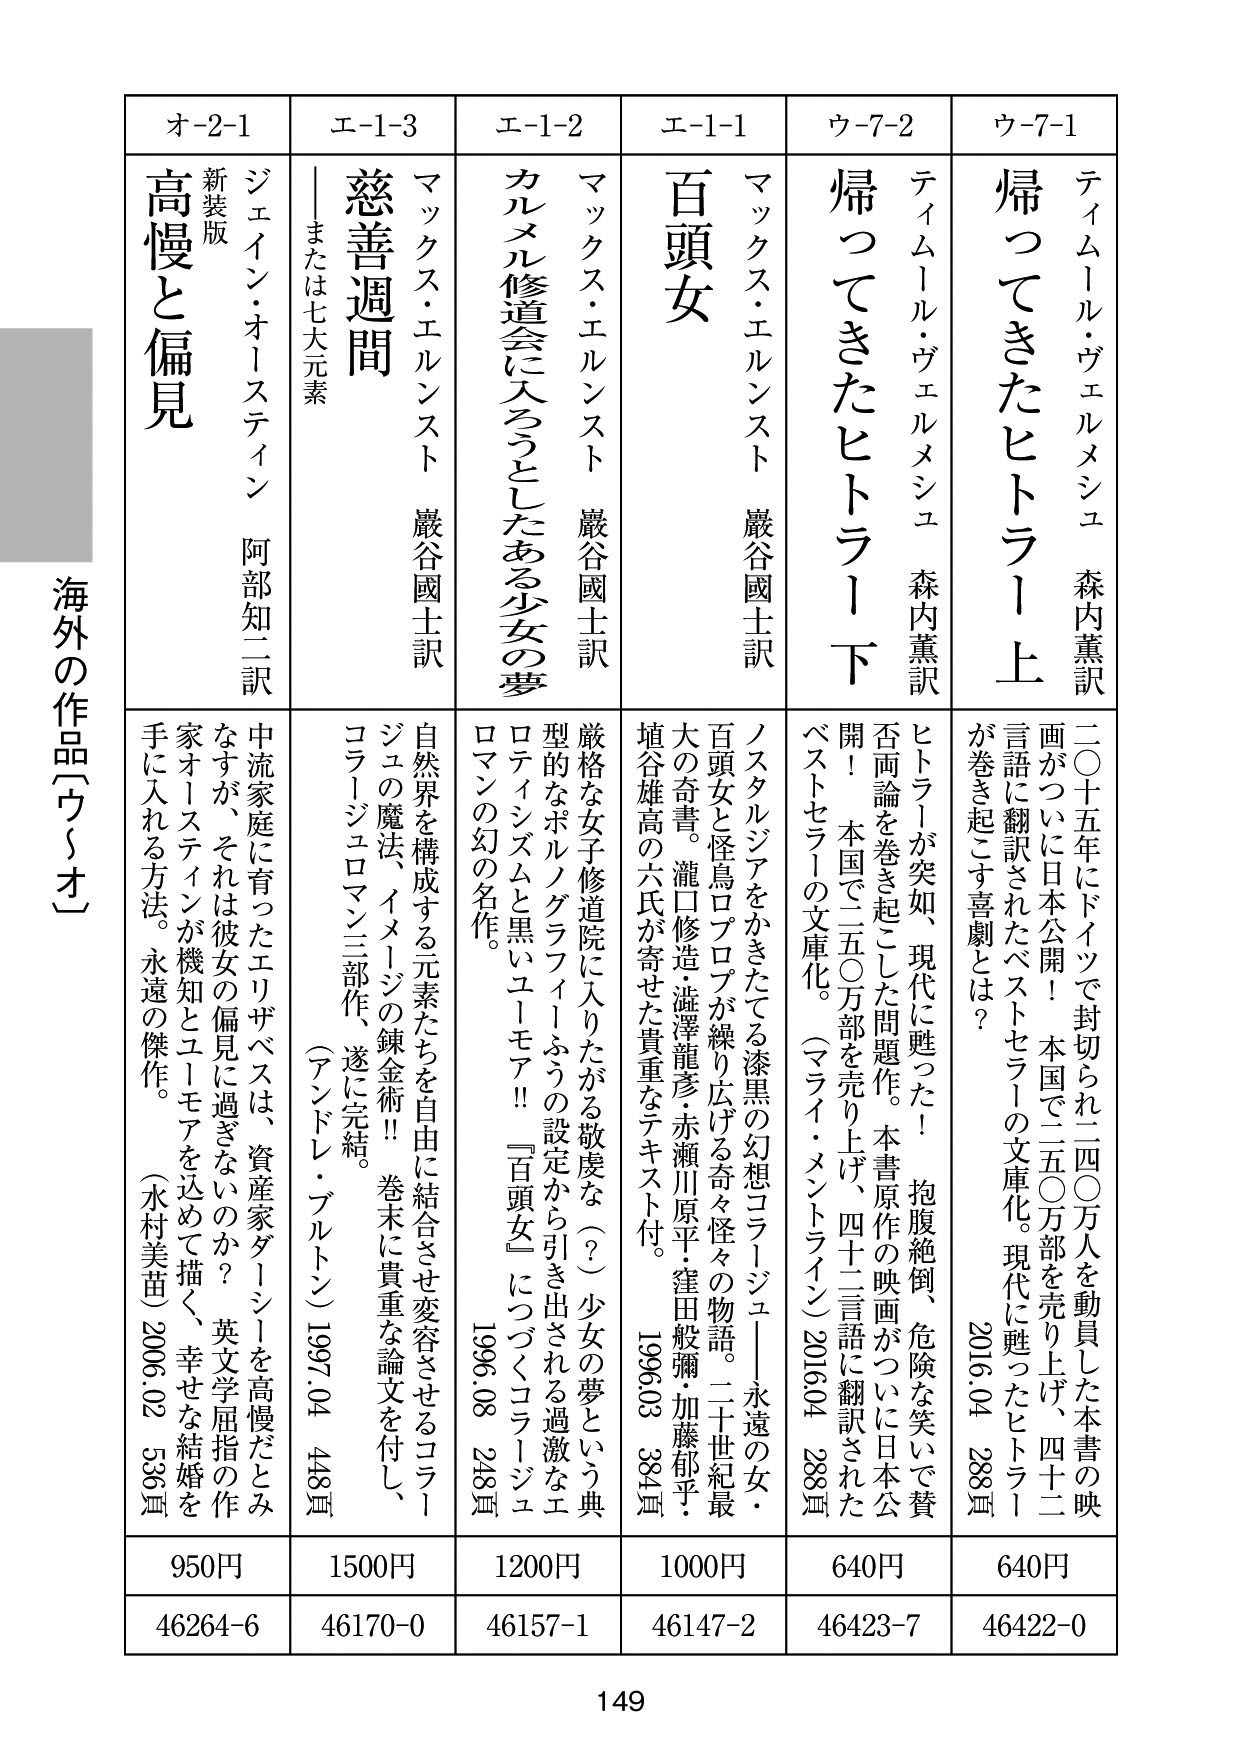 ウ-7-1
ティムール・ヴェルメシュ　森内薫訳
帰ってきたヒトラー 上
二〇十五年にドイツで封切られ二四〇万人を動員した本書の映
画がついに日本公開！　本国で二五〇万部を売り上げ、四十二
言語に翻訳されたベストセラーの文庫化。現代に甦ったヒトラー
が巻き起こす喜劇とは？
2016.04　288頁
640円
46422-0
ウ-7-2
ティムール・ヴェルメシュ　森内薫訳
帰ってきたヒトラー 下
ヒトラーが突如、現代に甦った！　抱腹絶倒、危険な笑いで賛
否両論を巻き起こした問題作。本書原作の映画がついに日本公
開！　本国で二五〇万部を売り上げ、四十二言語に翻訳された
ベストセラーの文庫化。　（マライ・メントライン）2016.04　288頁
640円
46423-7
エ-1-1
マックス・エルンスト　巖谷國士訳
百頭女
ノスタルジアをかきたてる漆黒の幻想コラージュ――永遠の女・
百頭女と怪鳥ロプロプが繰り広げる奇々怪々の物語。二十世紀最
大の奇書。瀧口修造・澁澤龍彥・赤瀬川原平・窪田般彌・加藤郁乎・
埴谷雄高の六氏が寄せた貴重なテキスト付。
1996.03　384頁
1000円
46147-2
エ-1-2
マックス・エルンスト　巖谷國士訳
カルメル修道会に入ろうとしたある少女の夢
厳格な女子修道院に入りたがる敬虔な（？）少女の夢という典
型的なポルノグラフィーふうの設定から引き出される過激なエ
ロティシズムと黒いユーモア!!　『百頭女』につづくコラージュ
ロマンの幻の名作。
1996.08　248頁
1200円
46157-1
エ-1-3
マックス・エルンスト　巖谷國士訳
慈善週間
――または七大元素
自然界を構成する元素たちを自由に結合させ変容させるコラー
ジュの魔法、イメージの錬金術!!　巻末に貴重な論文を付し、
コラージュロマン三部作、遂に完結。
（アンドレ・ブルトン）1997.04　448頁
1500円
46170-0
オ-2-1
ジェイン・オースティン　阿部知二訳
新装版
高慢と偏見
中流家庭に育ったエリザベスは、資産家ダーシーを高慢だとみ
なすが、それは彼女の偏見に過ぎないのか？　英文学屈指の作
家オースティンが機知とユーモアを込めて描く、幸せな結婚を
手に入れる方法。永遠の傑作。　（水村美苗）2006.02　536頁
950円
46264-6
海外の作品〔ウ〜オ〕
149